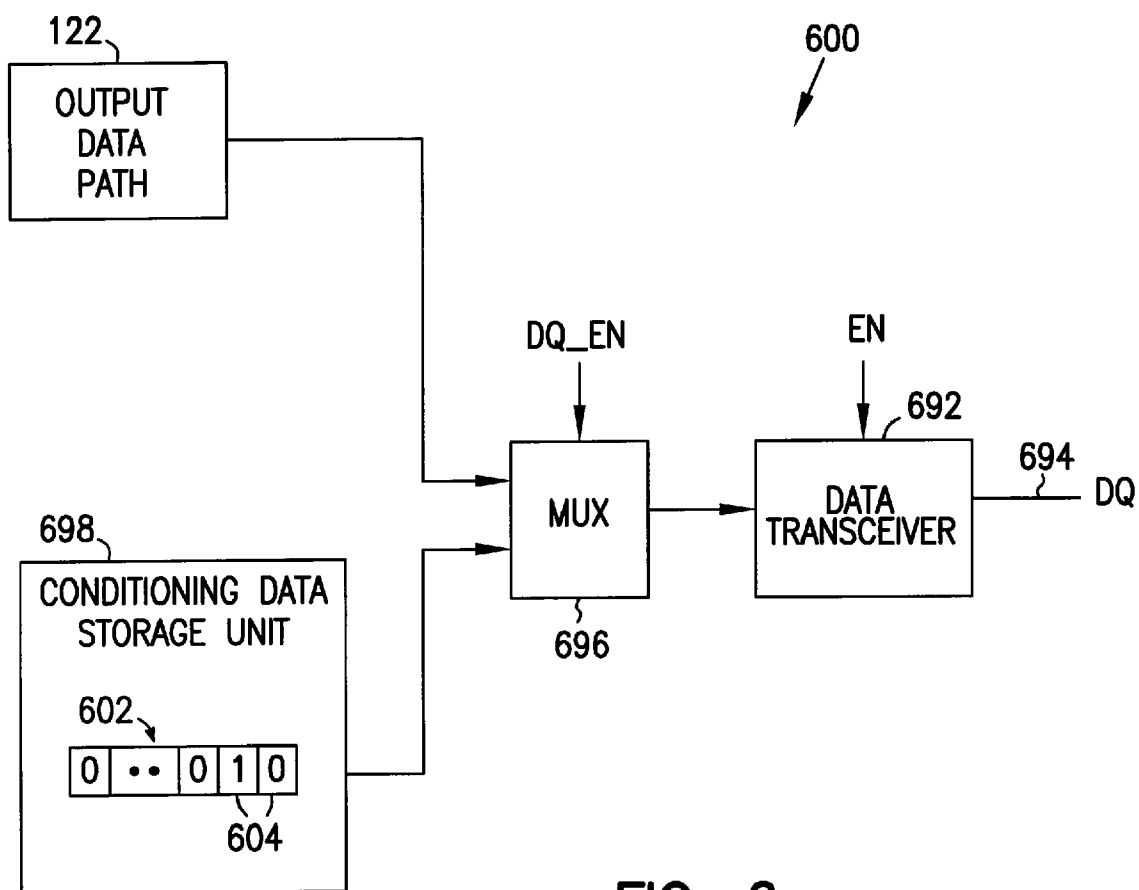 122
600
OUTPUT
DATA
PATH
DQ_EN
EN
692
694
DQ
MUX
DATA
TRANSCEIVER
696
698
CONDITIONING DATA
STORAGE UNIT
602
0 •• 0 1 0
604